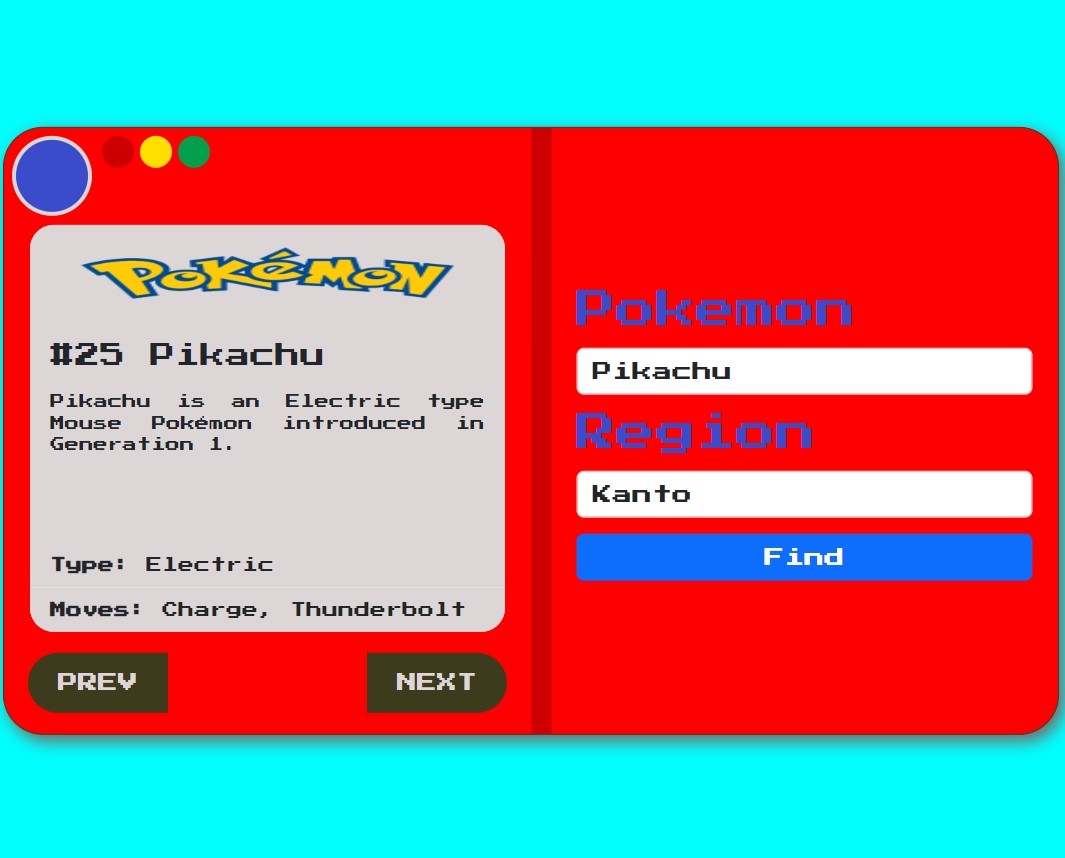 Pokémon
#25 Pikachu
Pikachu is an Electric type
Mouse Pokémon introduced in
Generation 1.
Type: Electric
Moves: Charge, Thunderbolt
PREV
NEXT
Pokemon
Pikachu
Region
Kanto
Find